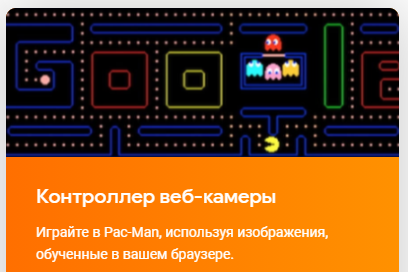 Контроллер веб-камеры
Играйте в Pac-Man, используя изображения,
обученные в вашем браузере.